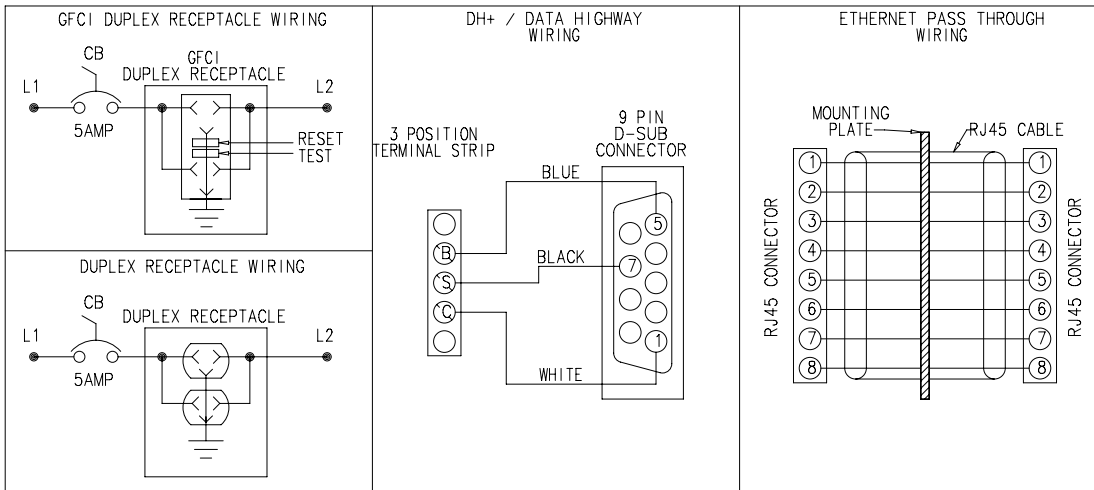 GFCI DUPLEX RECEPTACLE WIRING
CB
GFCI
DUPLEX RECEPTACLE
L1
L2
5AMP
RESET
TEST
DUPLEX RECEPTACLE WIRING
CB
DUPLEX RECEPTACLE
L1
L2
5AMP
DH+ / DATA HIGHWAY
WIRING
3 POSITION
TERMINAL STRIP
9 PIN
D-SUB
CONNECTOR
BLUE
B
5
BLACK
S
7
C
1
WHITE
ETHERNET PASS THROUGH
WIRING
MOUNTING
PLATE
RJ45 CABLE
RJ45 CONNECTOR
1 1
2 2
3 3
4 4
5 5
6 6
7 7
8 8
RJ45 CONNECTOR